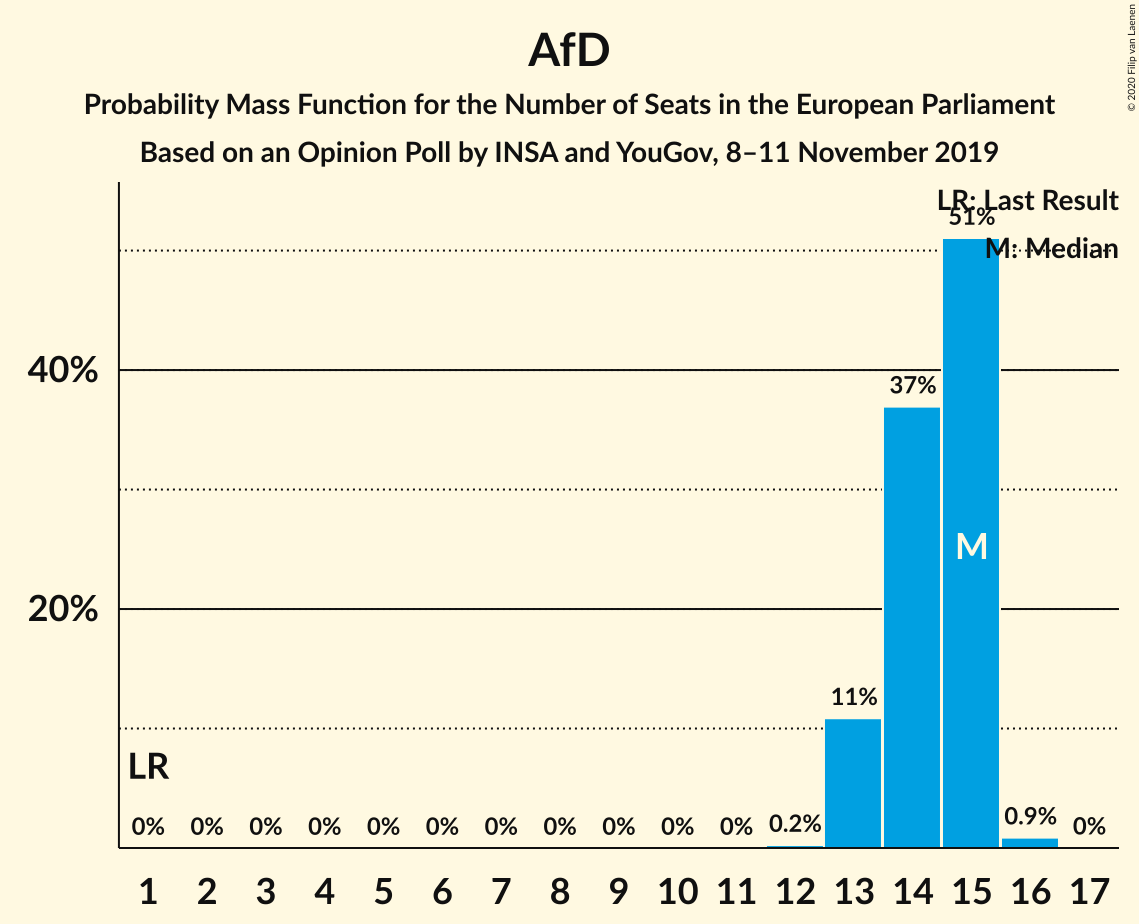 AfD
Probability Mass Function for the Number of Seats in the European Parliament
Based on an Opinion Poll by INSA and YouGov, 8–11 November 2019
© 2020 Filip van Laenen
LR: Last Result
M: Median
51%
40%
37%
M
20%
11%
LR
0% 0% 0% 0% 0% 0% 0% 0% 0% 0% 0% 0.2% 0.9% 0%
1 2 3 4 5 6 7 8 9 10 11 12 13 14 15 16 17